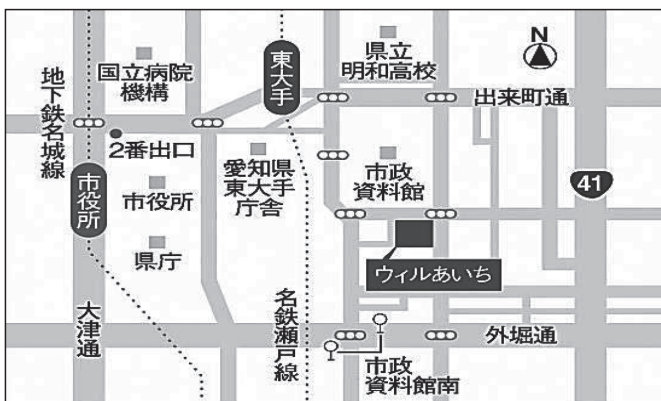 国立病院
機構
東大手
県立
明和高校
N
地下鉄名城線
出来町通
2番出口
愛知県
東大手
庁舎
市政
資料館
市役所
市役所
41
県庁
ウィルあいち
大津通
名鉄瀬戸線
外堀通
市政
資料館南